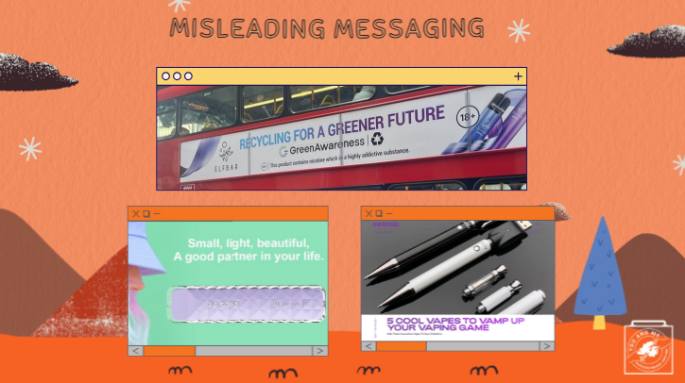 MISLEADING MESSAGING
RECYCLING FOR A GREENER FUTURE
18+
ELFBAR
GreenAwareness
This product contains nicotine which is a highly addictive substance.
Small, light, beautiful,
A good partner in your life.
5 COOL VAPES TO VAMP UP
YOUR VAPING GAME